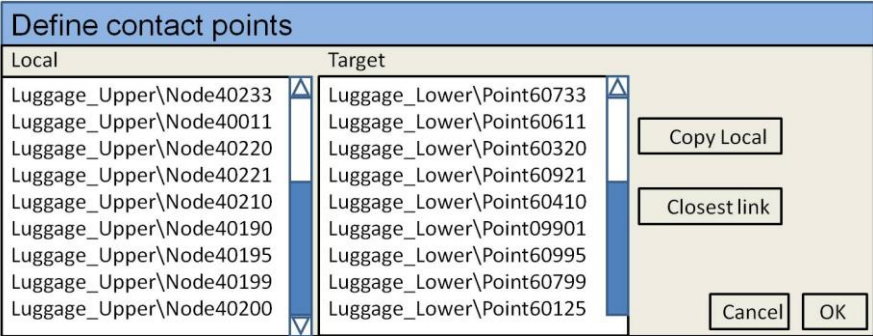 Define contact points
Local
Target
Luggage_Upper\Node40233
Luggage_Upper\Node40011
Luggage_Upper\Node40220
Luggage_Upper\Node40221
Luggage_Upper\Node40210
Luggage_Upper\Node40190
Luggage_Upper\Node40195
Luggage_Upper\Node40199
Luggage_Upper\Node40200
Luggage_Lower\Point60733
Luggage_Lower\Point60611
Luggage_Lower\Point60320
Luggage_Lower\Point60921
Luggage_Lower\Point60410
Luggage_Lower\Point09901
Luggage_Lower\Point60995
Luggage_Lower\Point60799
Luggage_Lower\Point60125
Copy Local
Closest link
Cancel
OK